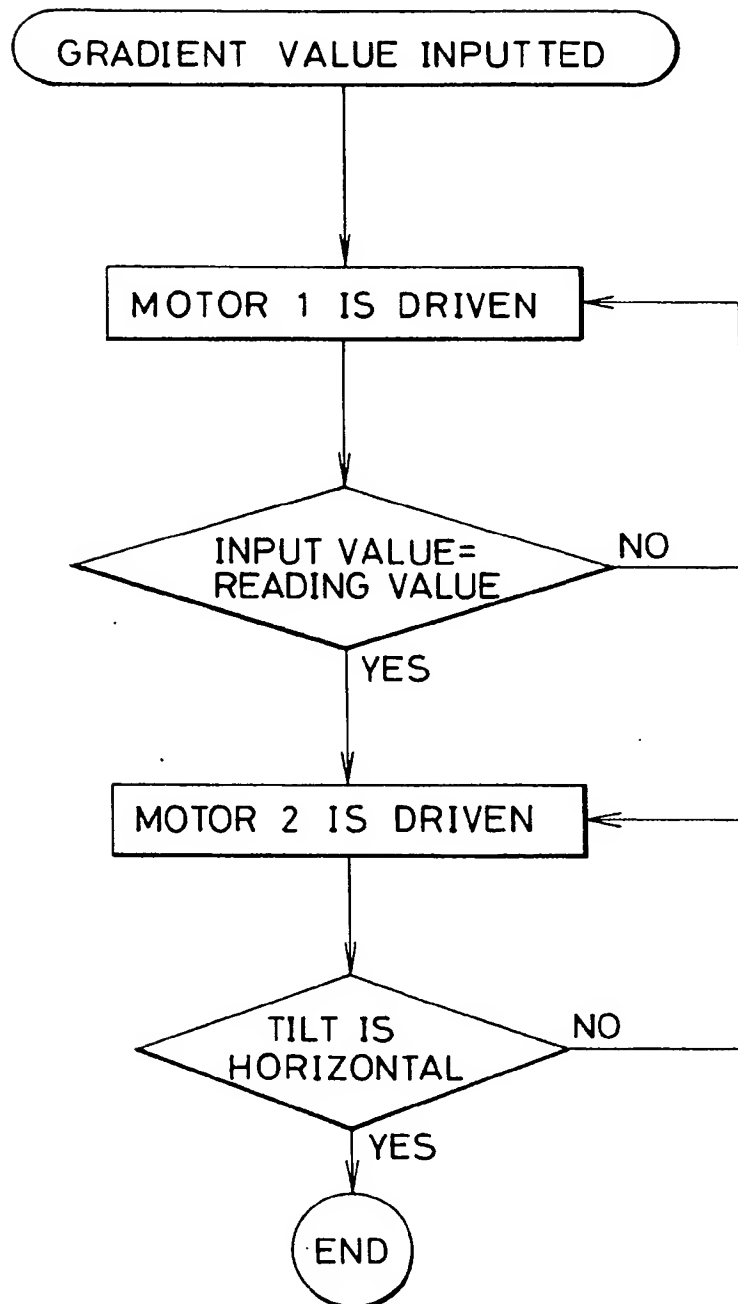 GRADIENT VALUE INPUTTED
MOTOR 1 IS DRIVEN
INPUT VALUE=
READING VALUE
NO
YES
MOTOR 2 IS DRIVEN
TILT IS
HORIZONTAL
NO
YES
END